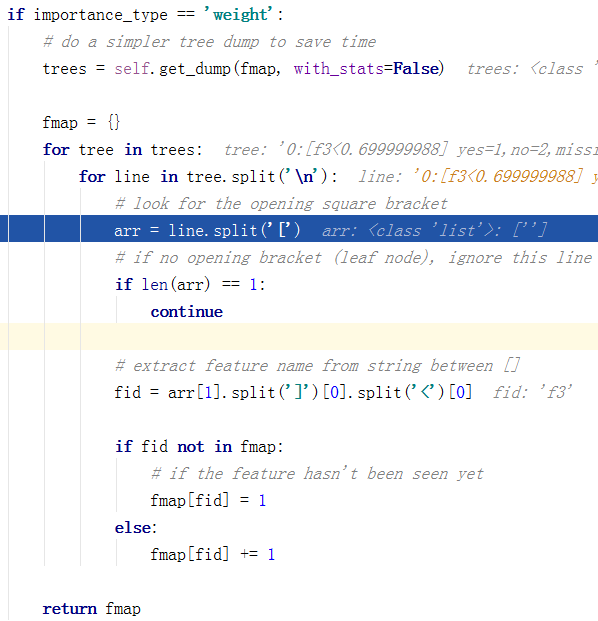 if importance_type == 'weight':
# do a simpler tree dump to save time
trees = self.get_dump(fmap, with_stats=False) trees: <class '
fmap = {}
for tree in trees: tree: '0:[f3<0.699999988] yes=1,no=2,missi
for line in tree.split('\n'): line: '0:[f3<0.699999988] y
# look for the opening square bracket
arr = line.split('[') arr: <class 'list'>: ['']
# if no opening bracket (leaf node), ignore this line
if len(arr) == 1:
continue
# extract feature name from string between []
fid = arr[1].split(']')[0].split('<')[0] fid: 'f3'
if fid not in fmap:
# if the feature hasn't been seen yet
fmap[fid] = 1
else:
fmap[fid] += 1
return fmap